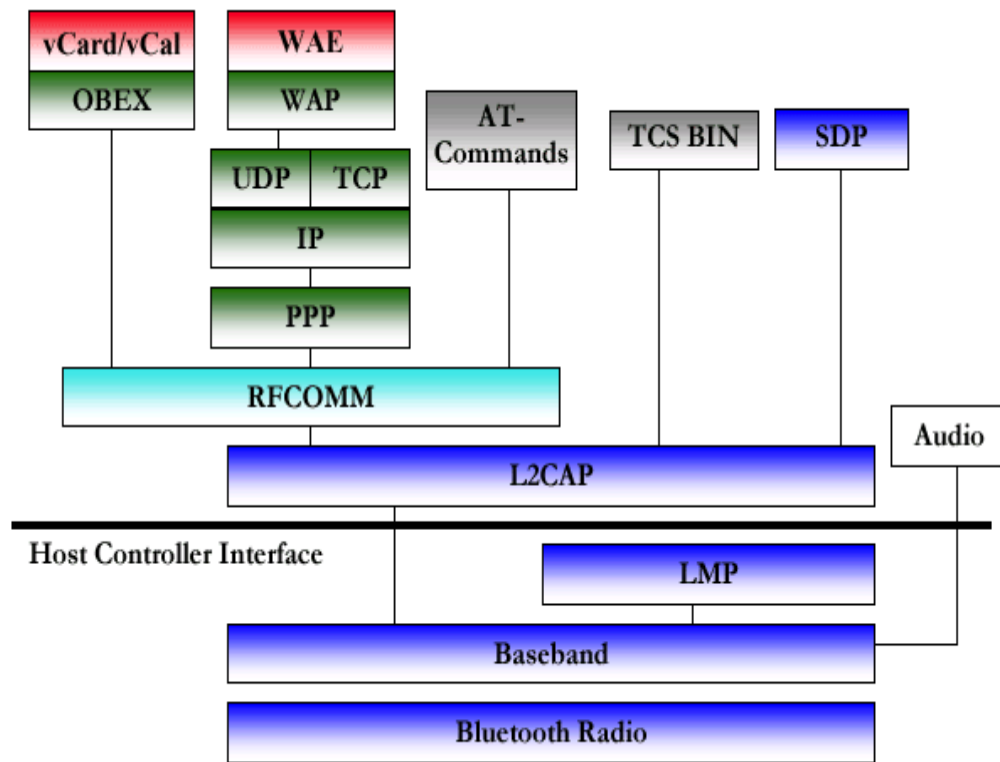 vCard/vCal
WAE
OBEX
WAP
AT-
Commands
TCS BIN
SDP
UDP
TCP
IP
PPP
RFCOMM
Audio
L2CAP
Host Controller Interface
LMP
Baseband
Bluetooth Radio